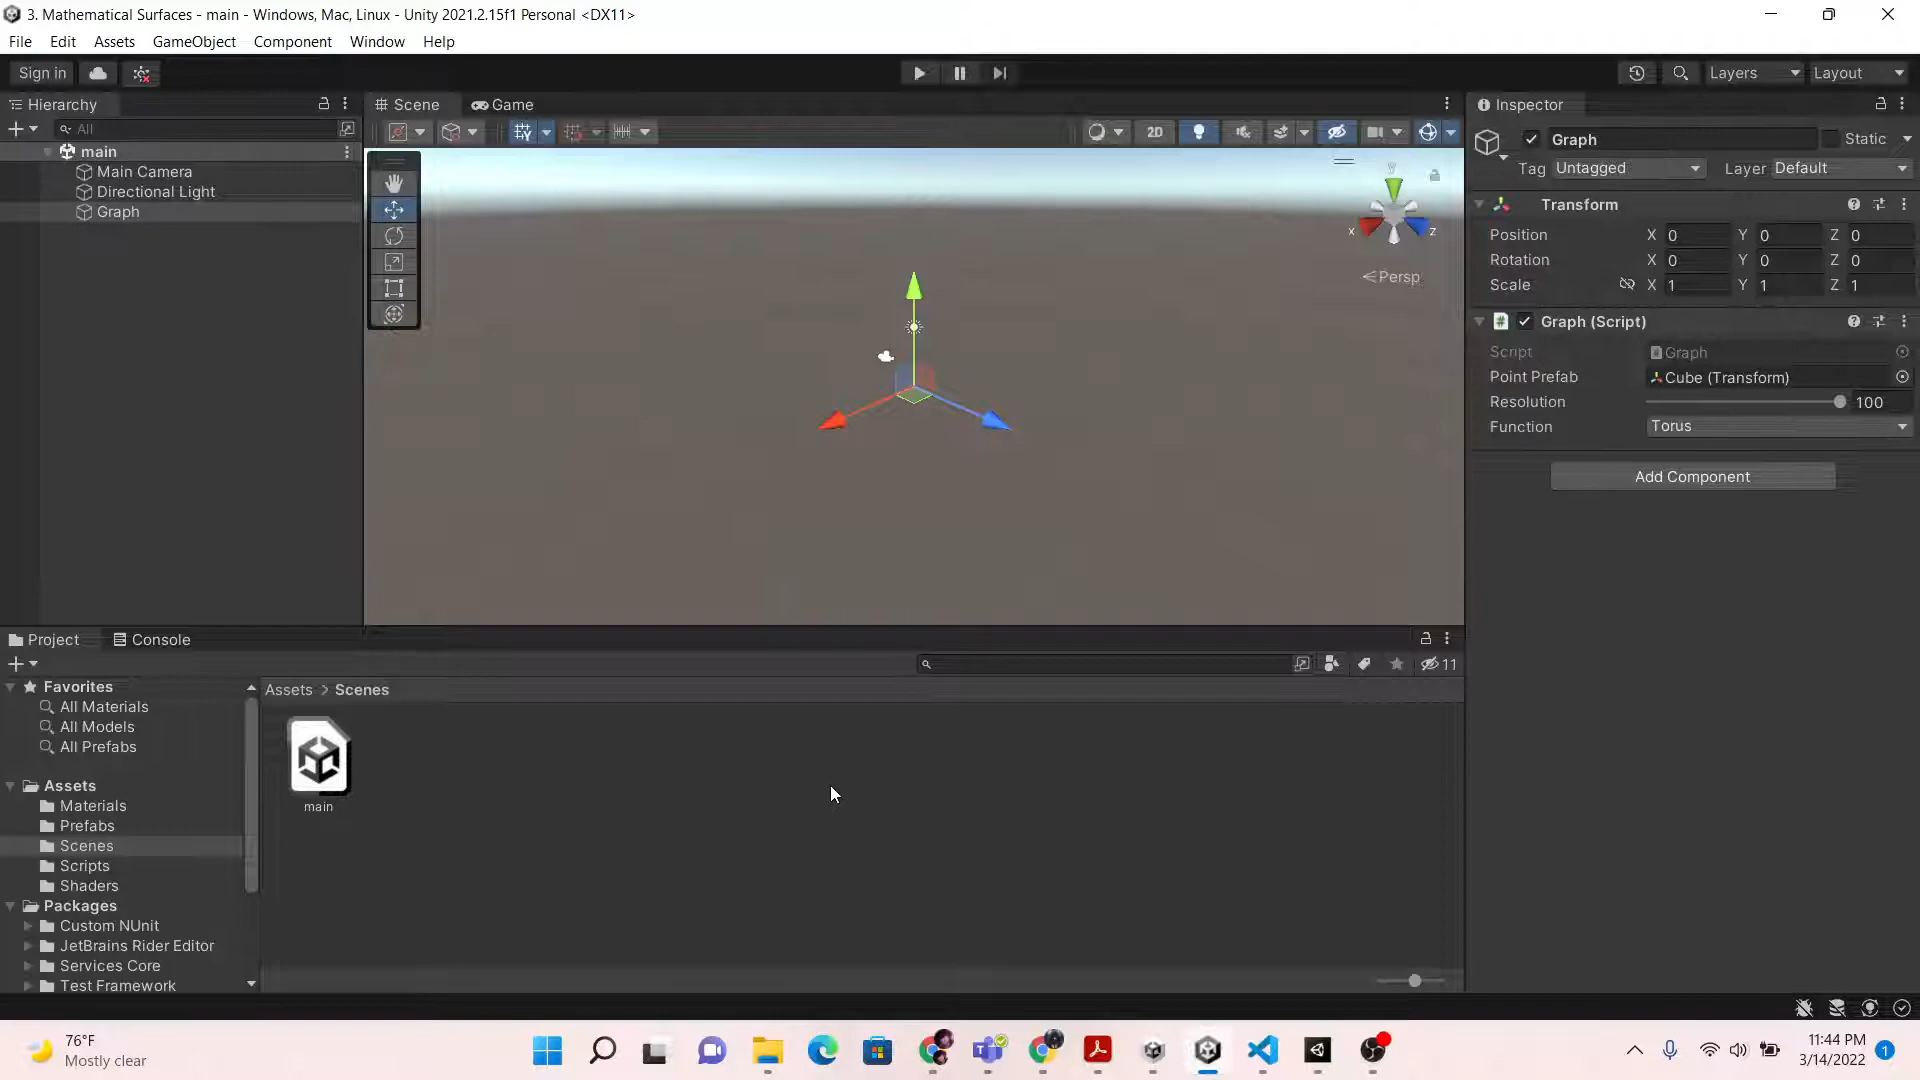 3. Mathematical Surfaces - main - Windows, Mac, Linux - Unity 2021.2.15f1 Personal <DX11>
File Edit Assets GameObject Component Window Help
Sign in Layers Layout
Hierarchy
All
main
Main Camera
Directional Light
Graph
Scene Game
2D
y
x z
Persp
Inspector
Graph Static
Tag Untagged Layer Default
Transform
Position X 0 Y 0 Z 0
Rotation X 0 Y 0 Z 0
Scale X 1 Y 1 Z 1
Graph (Script)
Script Graph
Point Prefab Cube (Transform)
Resolution 100
Function Torus
Add Component
Project Console
11
Favorites
All Materials
All Models
All Prefabs
Assets
Materials
Prefabs
Scenes
Scripts
Shaders
Packages
Custom NUnit
JetBrains Rider Editor
Services Core
Test Framework
Assets > Scenes
main
76°F
Mostly clear
11:44 PM
3/14/2022
1